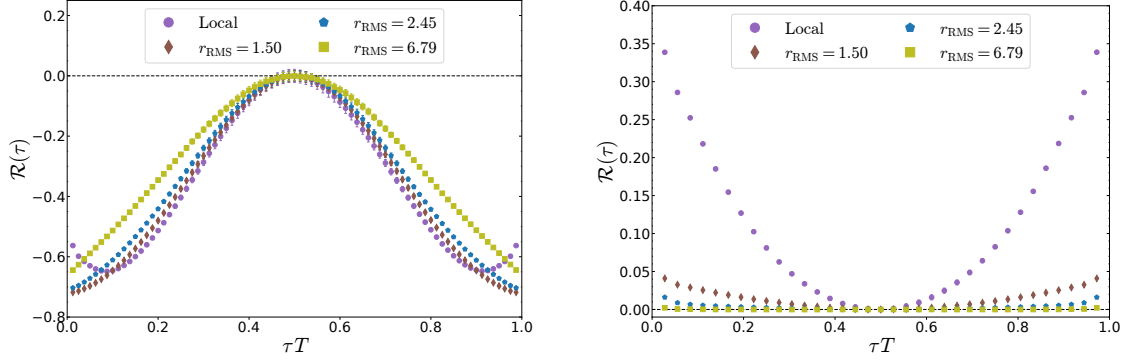 0.2
0.0
−0.2
−0.4
−0.6
−0.8
R(τ)
Local
r_RMS = 1.50
r_RMS = 2.45
r_RMS = 6.79
0.0 0.2 0.4 0.6 0.8 1.0
τT
0.40
0.35
0.30
0.25
0.20
0.15
0.10
0.05
0.00
R(τ)
Local
r_RMS = 1.50
r_RMS = 2.45
r_RMS = 6.79
0.0 0.2 0.4 0.6 0.8 1.0
τT